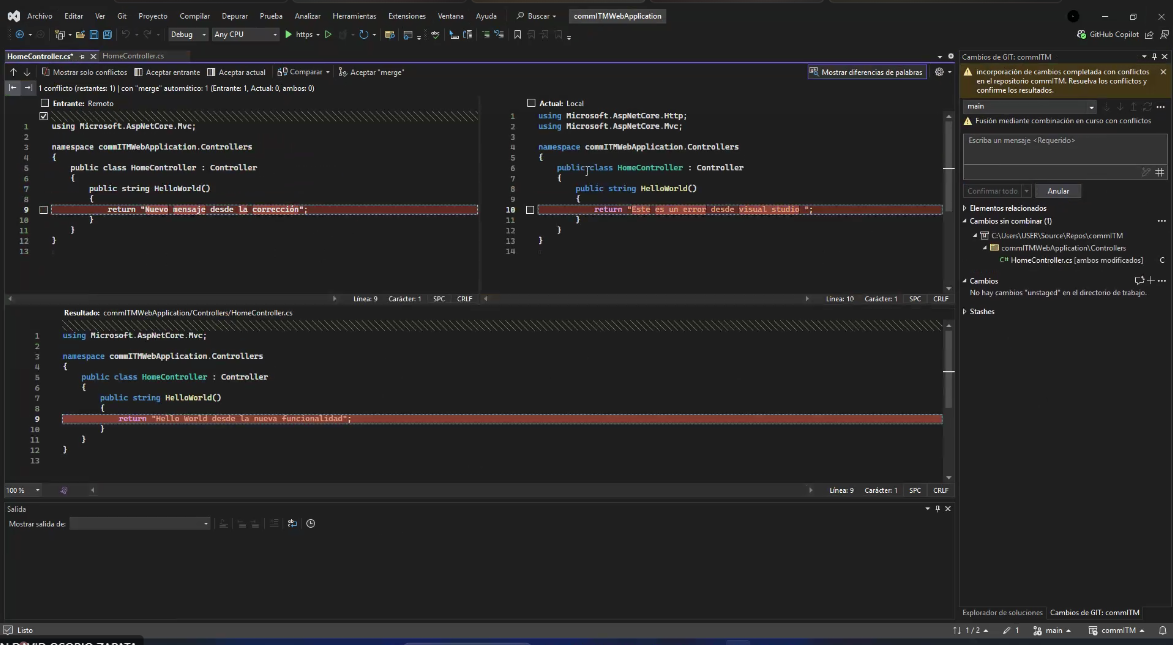 Archivo Editar Ver Git Proyecto Compilar Depurar Prueba Analizar Herramientas Extensiones Ventana Ayuda Buscar commITMWebApplication
Debug Any CPU https GitHub Copilot
HomeController.cs* HomeController.cs
Mostrar solo conflictos Aceptar entrante Aceptar actual Comparar Aceptar "merge" Mostrar diferencias de palabras
1 conflicto (restantes: 1) | con "merge" automático: 1 (Entrante: 1, Actual: 0, ambos: 0)
Entrante: Remoto
1 using Microsoft.AspNetCore.Mvc;
2
3 namespace commITMWebApplication.Controllers
4 {
5 public class HomeController : Controller
6 {
7 public string HelloWorld()
8 {
9 return "Nuevo mensaje desde la corrección";
10 }
11 }
12 }
13
Línea: 9 Carácter: 1 SPC CRLF
Actual: Local
1 using Microsoft.AspNetCore.Http;
2 using Microsoft.AspNetCore.Mvc;
3
4 namespace commITMWebApplication.Controllers
5 {
6 public class HomeController : Controller
7 {
8 public string HelloWorld()
9 {
10 return "Este es un error desde visual studio ";
11 }
12 }
13 }
14
Línea: 10 Carácter: 1 SPC CRLF
Resultado: commITMWebApplication/Controllers/HomeController.cs
1 using Microsoft.AspNetCore.Mvc;
2
3 namespace commITMWebApplication.Controllers
4 {
5 public class HomeController : Controller
6 {
7 public string HelloWorld()
8 {
9 return "Hello World desde la nueva funcionalidad";
10 }
11 }
12 }
13
100 % Línea: 9 Carácter: 1 SPC CRLF
Salida
Mostrar salida de:
Cambios de GIT: commITM
incorporación de cambios completada con conflictos
en el repositorio commITM. Resuelva los conflictos y
confirme los resultados.
main
Fusión mediante combinación en curso con conflictos
Escriba un mensaje <Requerido>
Confirmar todo Anular
Elementos relacionados
Cambios sin combinar (1)
C:\Users\USER\Source\Repos\commITM
commITMWebApplication\Controllers
C# HomeController.cs [ambos modificados] C
Cambios
No hay cambios "unstaged" en el directorio de trabajo.
Stashes
Explorador de soluciones Cambios de GIT: commITM
Listo 1 / 2 1 main commITM
N DAVID OSORIO ZAPATA